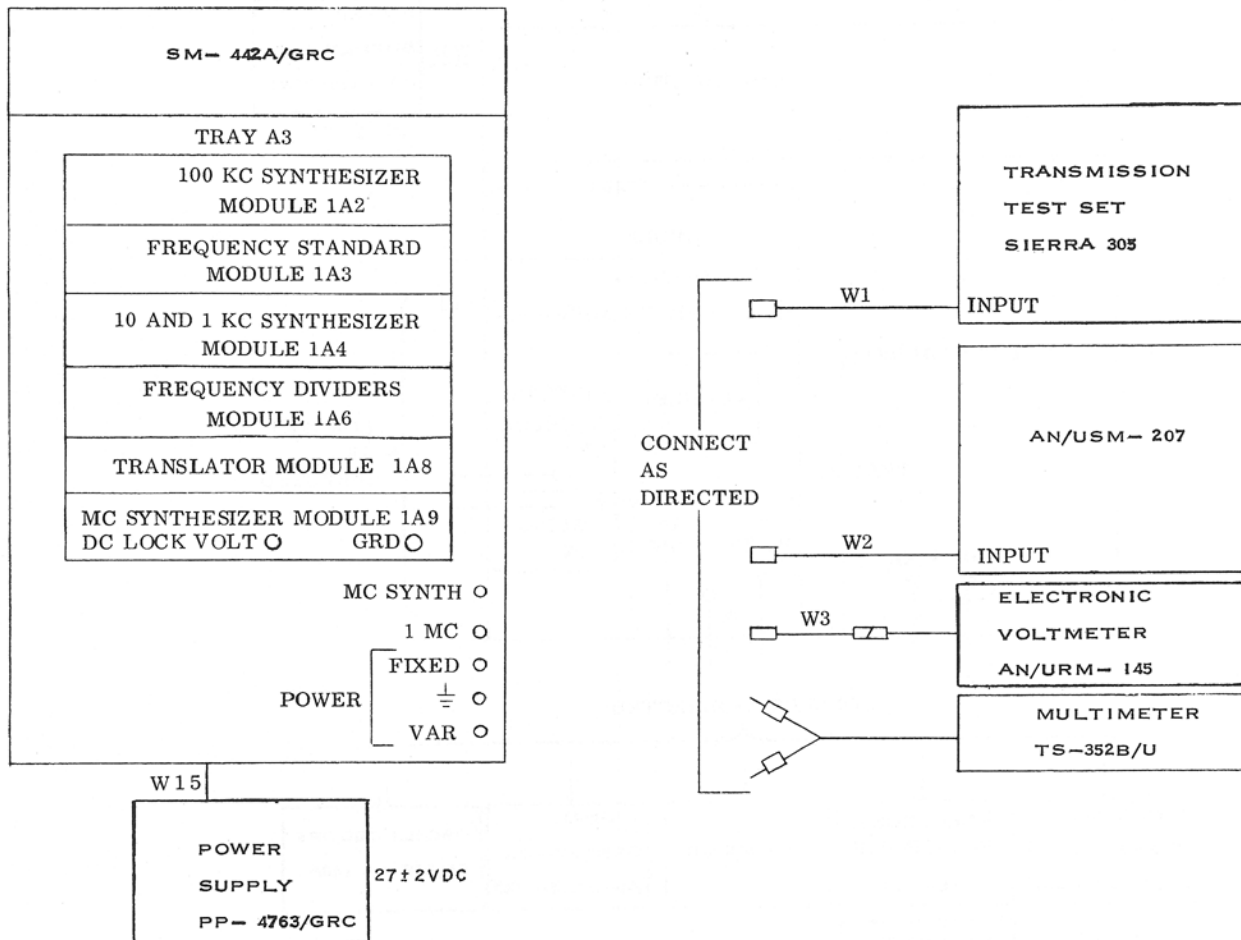 SM- 442A/GRC
TRAY A3
100 KC SYNTHESIZER
MODULE 1A2
FREQUENCY STANDARD
MODULE 1A3
10 AND 1 KC SYNTHESIZER
MODULE 1A4
FREQUENCY DIVIDERS
MODULE 1A6
TRANSLATOR MODULE 1A8
MC SYNTHESIZER MODULE 1A9
DC LOCK VOLT GRD
MC SYNTH
1 MC
FIXED
POWER
VAR
W15
POWER
SUPPLY
PP- 4763/GRC
27±2VDC
CONNECT
AS
DIRECTED
W1
TRANSMISSION
TEST SET
SIERRA 305
INPUT
W2
AN/USM- 207
INPUT
W3
ELECTRONIC
VOLTMETER
AN/URM- 145
MULTIMETER
TS-352B/U